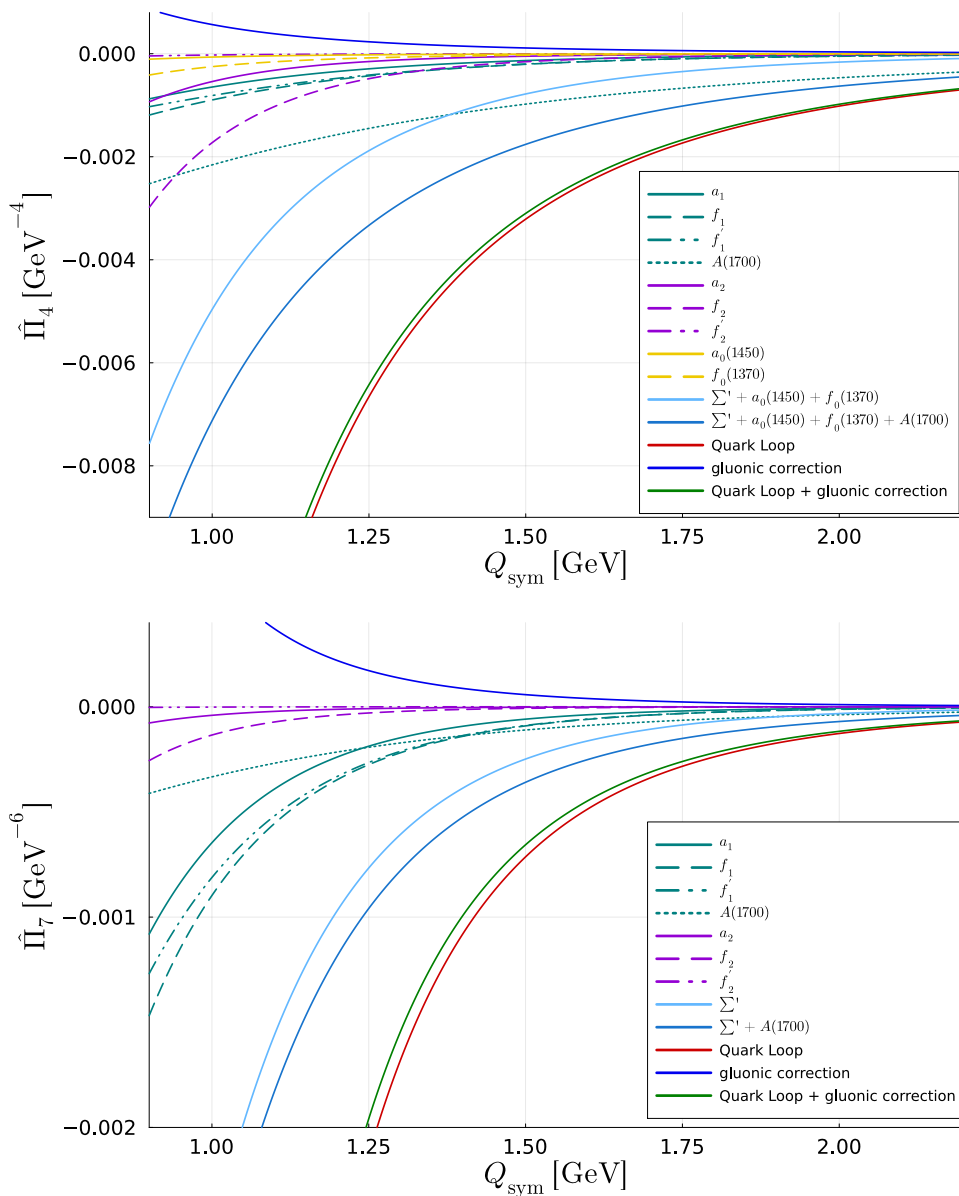 0.000
−0.002
−0.004
−0.006
−0.008
Π̂₄ [GeV⁻⁴]
a₁
f₁
f₁′
A(1700)
a₂
f₂
f₂′
a₀(1450)
f₀(1370)
∑' + a₀(1450) + f₀(1370)
∑' + a₀(1450) + f₀(1370) + A(1700)
Quark Loop
gluonic correction
Quark Loop + gluonic correction
1.00 1.25 1.50 1.75 2.00
Q_sym [GeV]
0.000
−0.001
−0.002
Π̂₇ [GeV⁻⁶]
a₁
f₁
f₁′
A(1700)
a₂
f₂
f₂′
∑'
∑' + A(1700)
Quark Loop
gluonic correction
Quark Loop + gluonic correction
1.00 1.25 1.50 1.75 2.00
Q_sym [GeV]